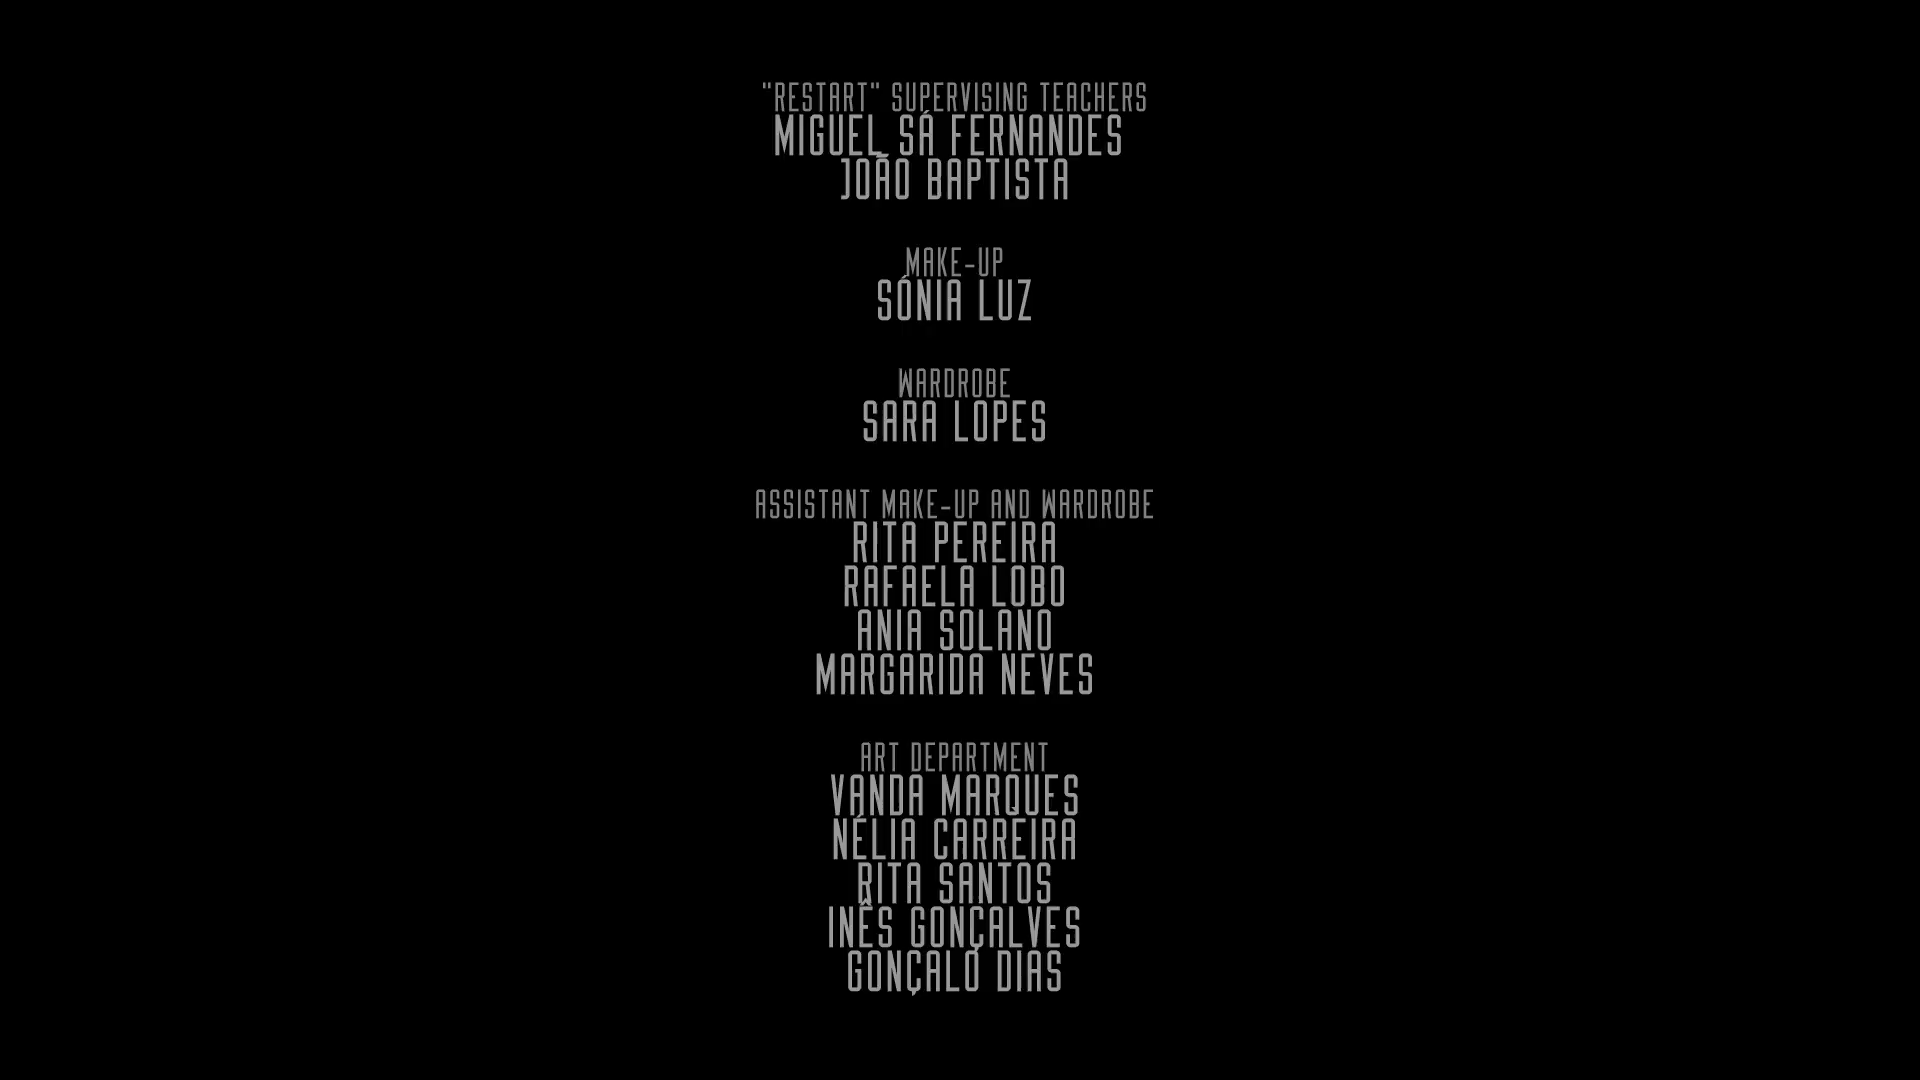 "RESTART" SUPERVISING TEACHERS
MIGUEL SÁ FERNANDES
JOÃO BAPTISTA
MAKE-UP
SÓNIA LUZ
WARDROBE
SARA LOPES
ASSISTANT MAKE-UP AND WARDROBE
RITA PEREIRA
RAFAELA LOBO
ANIA SOLANO
MARGARIDA NEVES
ART DEPARTMENT
VANDA MARQUES
NÉLIA CARREIRA
RITA SANTOS
INÊS GONÇALVES
GONÇALO DIAS